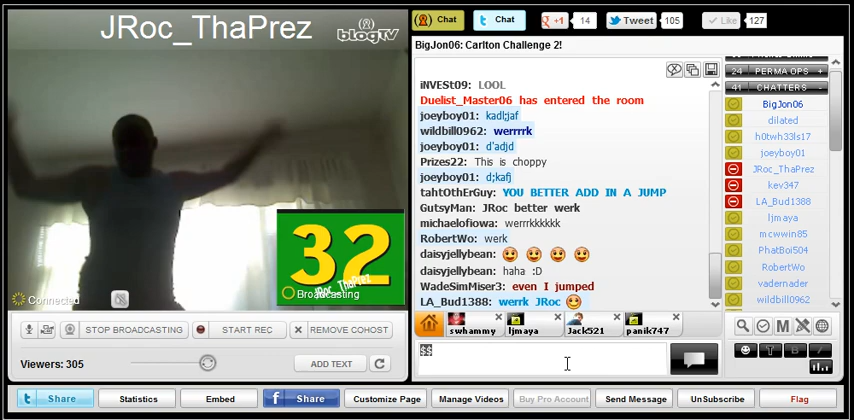 JRoc_ThaPrez
blogTV
32
JRoc ThaPrez
Connected
Broadcasting
STOP BROADCASTING
START REC
REMOVE COHOST
Viewers: 305
ADD TEXT
Chat
Chat
+1
14
Tweet
105
Like
127
BigJon06: Carlton Challenge 2!
iNVESt09: LOOL
Duelist_Master06 has entered the room
joeyboy01: kadl;jaf
wildbill0962: werrrrk
joeyboy01: d'adjd
Prizes22: This is choppy
joeyboy01: d;kafj
tahtOthErGuy: YOU BETTER ADD IN A JUMP
GutsyMan: JRoc better werk
michaelofiowa: werrrkkkkkk
RobertWo: werk
daisyjellybean:
daisyjellybean: haha :D
WadeSimMiser3: even I jumped
LA_Bud1388: werrk JRoc
swhammy
ljmaya
Jack521
panik747
$$
24 PERMA OPS +
41 CHATTERS -
BigJon06
dilated
h0twh33ls17
joeyboy01
JRoc_ThaPrez
kev347
LA_Bud1388
ljmaya
mcwwin85
PhatBoi504
RobertWo
vadernader
wildbill0962
M
T
B
I
Share
Statistics
Embed
Share
Customize Page
Manage Videos
Buy Pro Account
Send Message
UnSubscribe
Flag